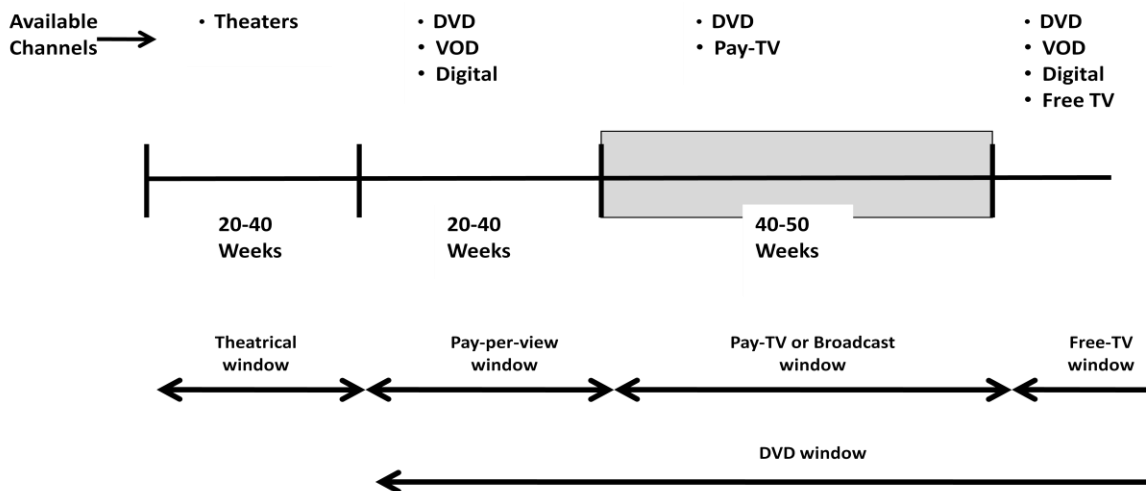 Available
Channels
• Theaters
• DVD
• VOD
• Digital
• DVD
• Pay-TV
• DVD
• VOD
• Digital
• Free TV
20-40
Weeks
20-40
Weeks
40-50
Weeks
Theatrical
window
Pay-per-view
window
Pay-TV or Broadcast
window
Free-TV
window
DVD window